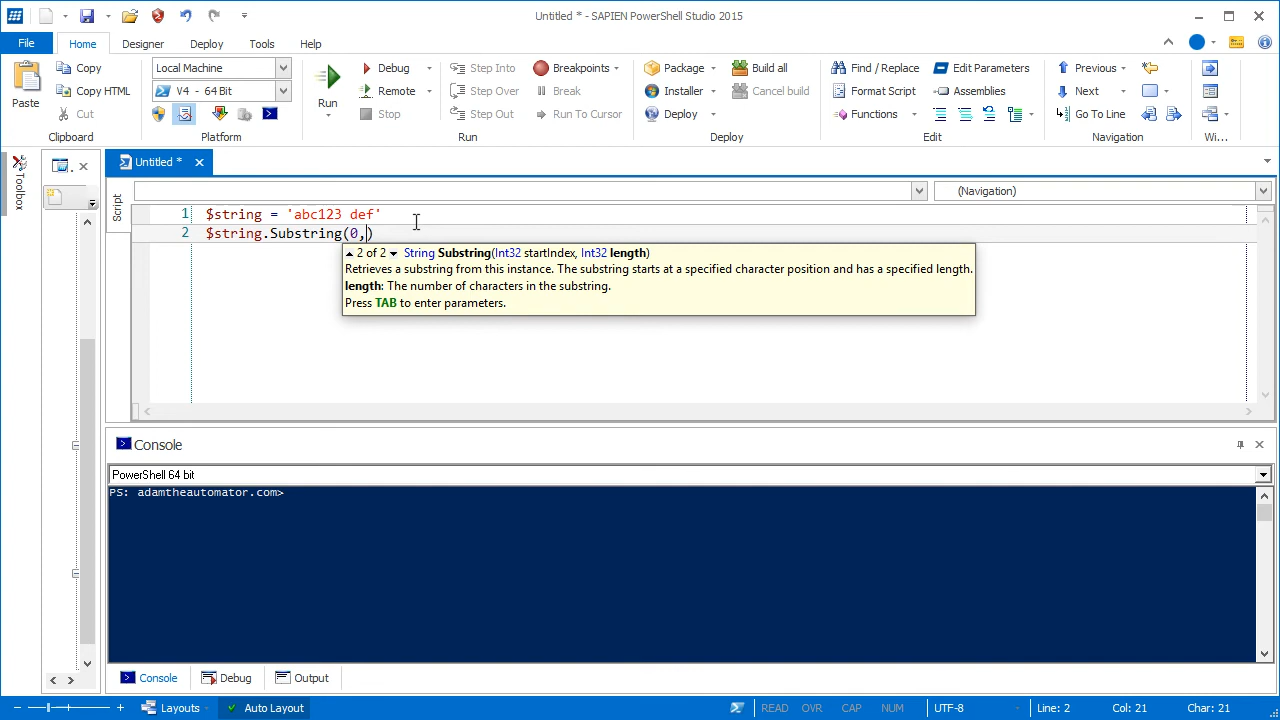 Untitled * - SAPIEN PowerShell Studio 2015
File Home Designer Deploy Tools Help
Copy Local Machine Debug Step Into Breakpoints Package Build all Find / Replace Edit Parameters Previous
Paste Copy HTML V4 - 64 Bit Run Remote Step Over Break Installer Cancel build Format Script Assemblies Next
Cut Stop Step Out Run To Cursor Deploy Functions Go To Line
Clipboard Platform Run Deploy Edit Navigation Wi...
Untitled *
Toolbox
Script
(Navigation)
1 $string = 'abc123 def'
2 $string.Substring(0,)
2 of 2 String Substring(Int32 startIndex, Int32 length)
Retrieves a substring from this instance. The substring starts at a specified character position and has a specified length.
length: The number of characters in the substring.
Press TAB to enter parameters.
Console
PowerShell 64 bit
PS: adamtheautomator.com>
Console Debug Output
Layouts Auto Layout READ OVR CAP NUM UTF-8 Line: 2 Col: 21 Char: 21